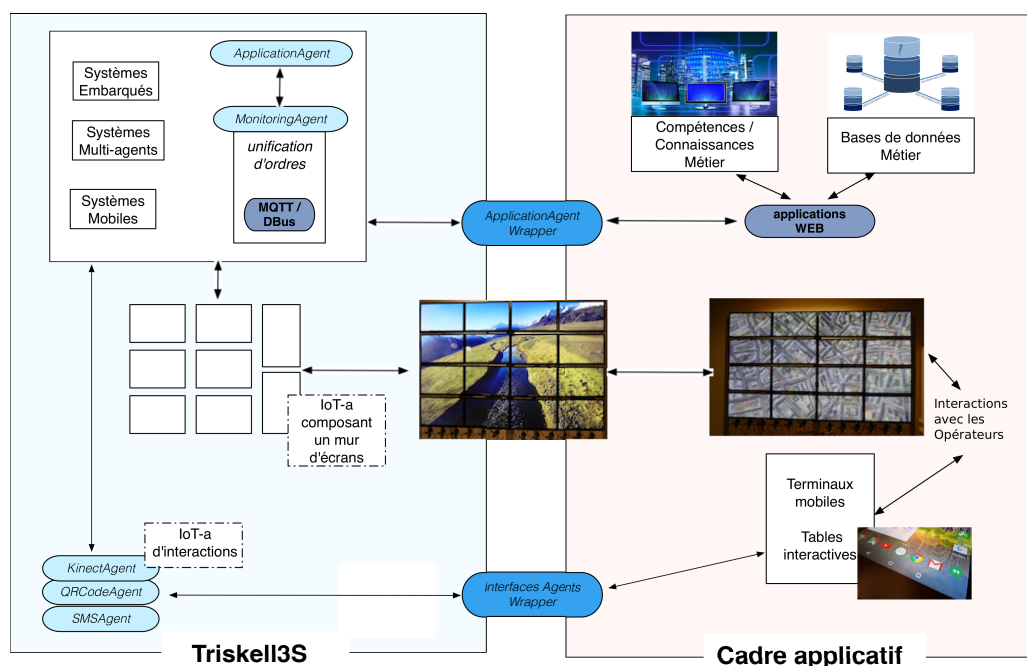 ApplicationAgent
Systèmes
Embarqués
MonitoringAgent
Systèmes
Multi-agents
unification
d'ordres
Systèmes
Mobiles
MQTT /
DBus
ApplicationAgent
Wrapper
Compétences /
Connaissances
Métier
Bases de données
Métier
applications
WEB
IoT-a
composant
un mur
d'écrans
Interactions
avec les
Opérateurs
Terminaux
mobiles
Tables
interactives
IoT-a
d'interactions
KinectAgent
QRCodeAgent
SMSAgent
Interfaces Agents
Wrapper
Triskell3S
Cadre applicatif